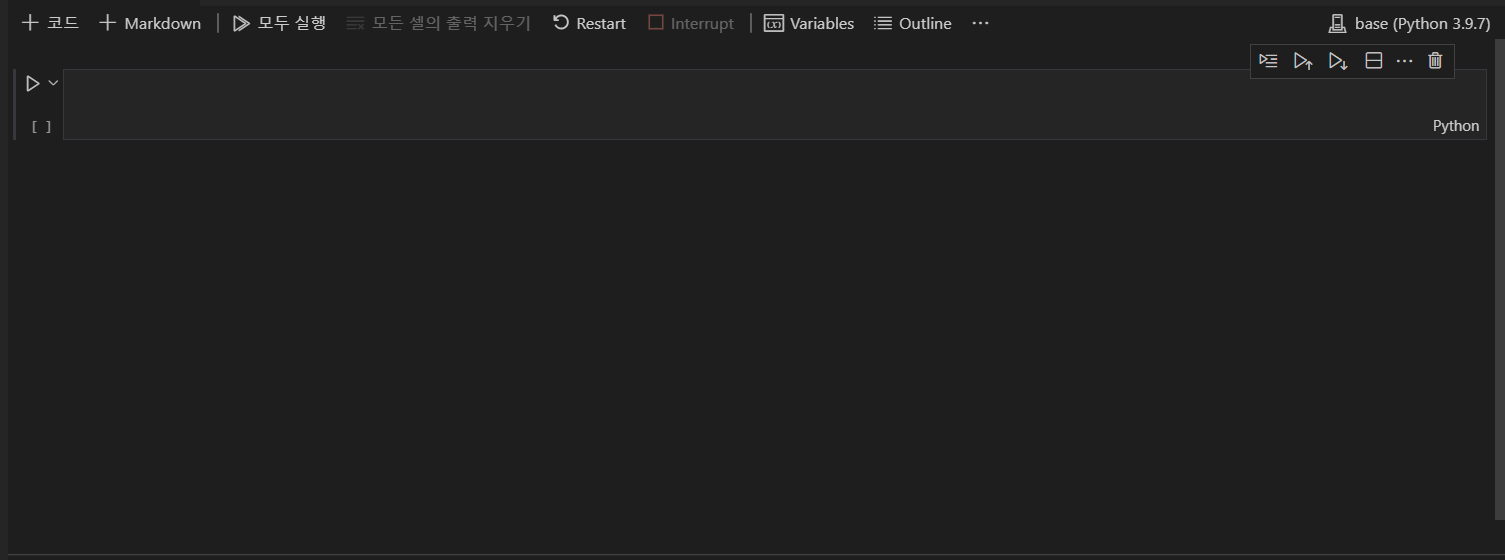 코드 Markdown 모두 실행 모든 셀의 출력 지우기 Restart Interrupt Variables Outline ... base (Python 3.9.7)
[ ]
Python